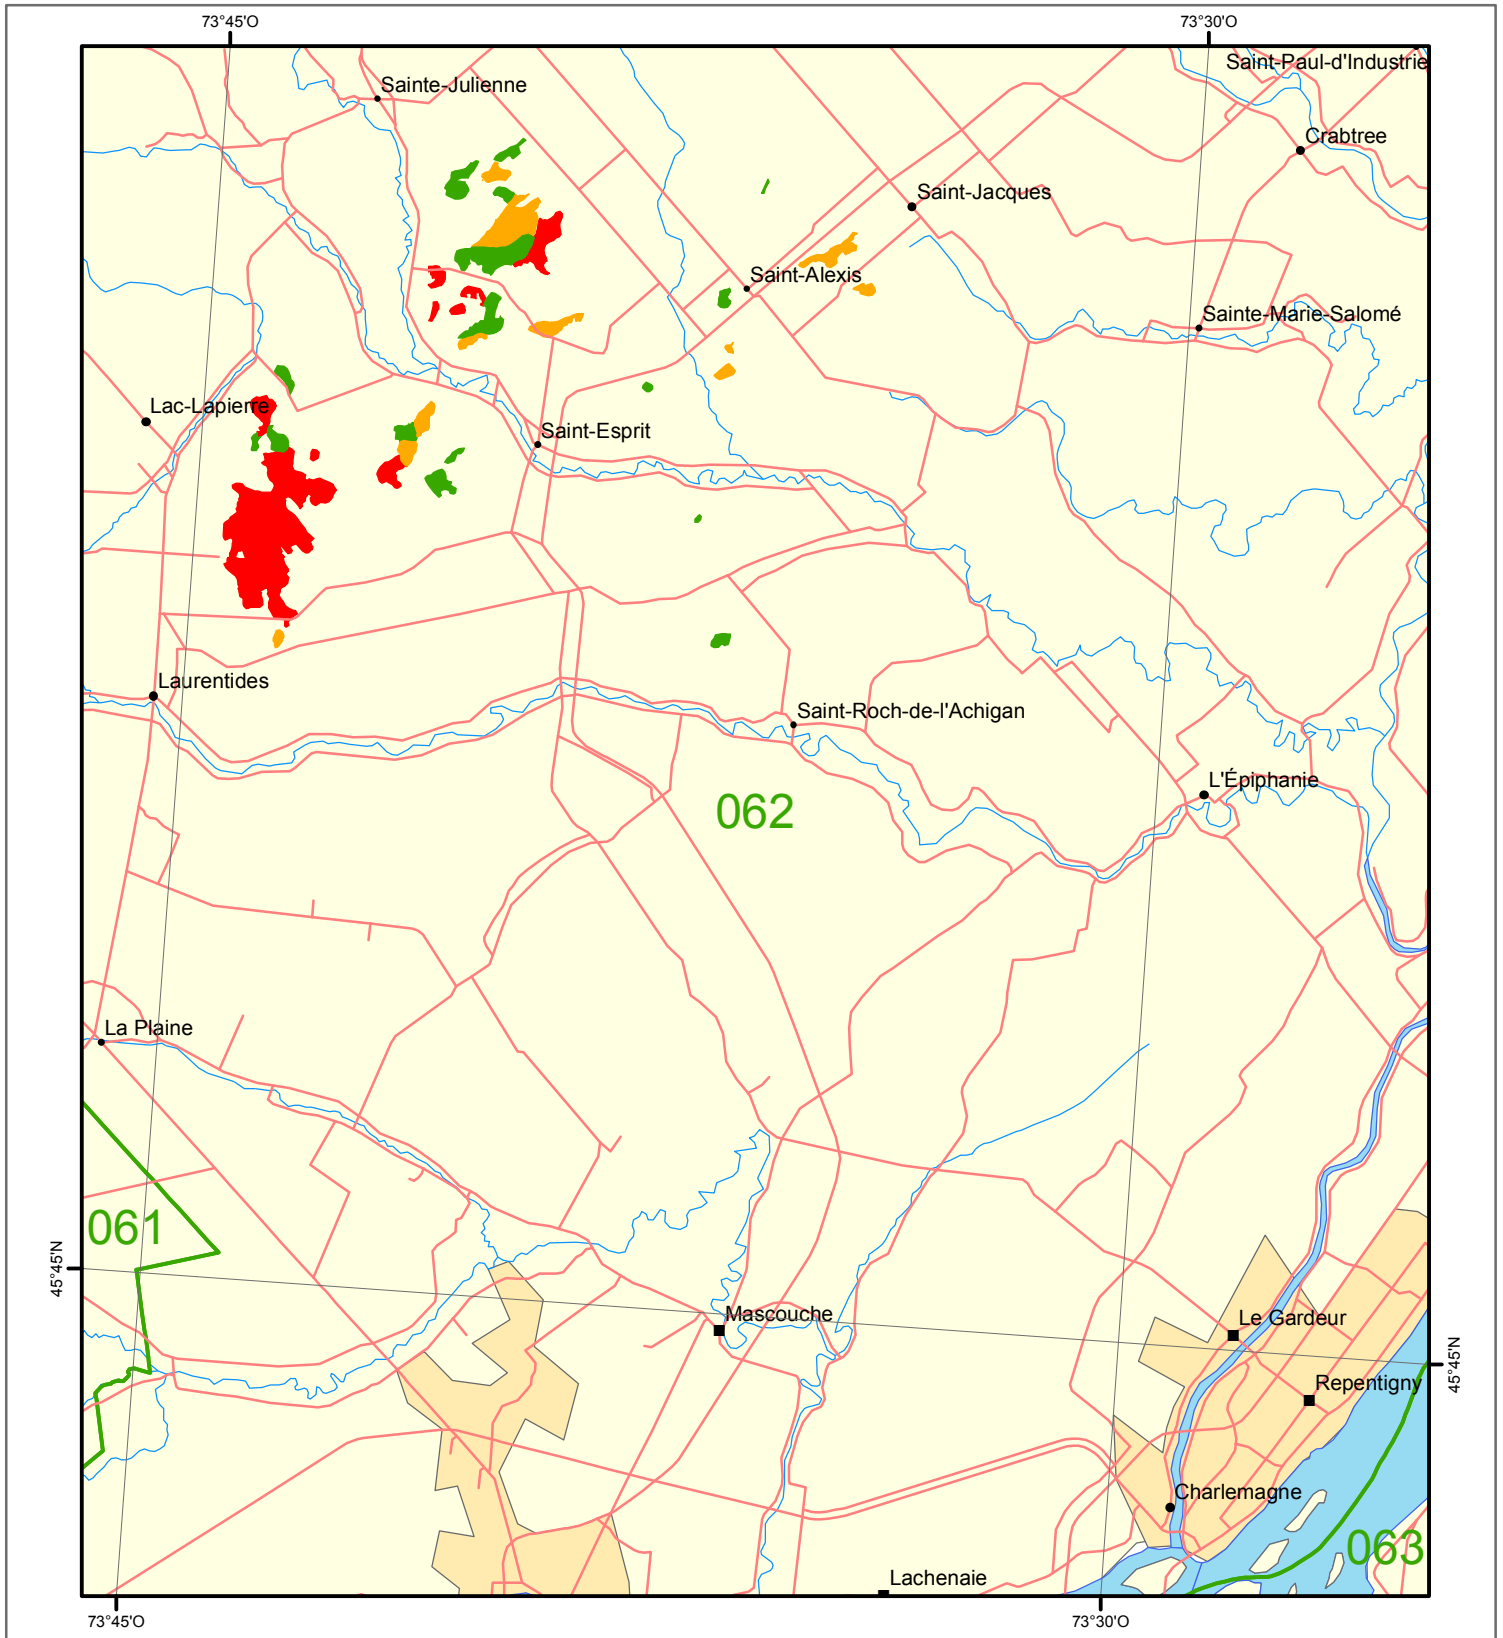 73°45'O
73°30'O
Saint-Paul-d'Industrie
Sainte-Julienne
Crabtree
Saint-Jacques
Saint-Alexis
Sainte-Marie-Salomé
Lac-Lapierre
Saint-Esprit
Laurentides
Saint-Roch-de-l'Achigan
L'Épiphanie
062
La Plaine
061
45°45'N
Mascouche
Le Gardeur
45°45'N
Repentigny
Charlemagne
063
Lachenaie
73°45'O
73°30'O